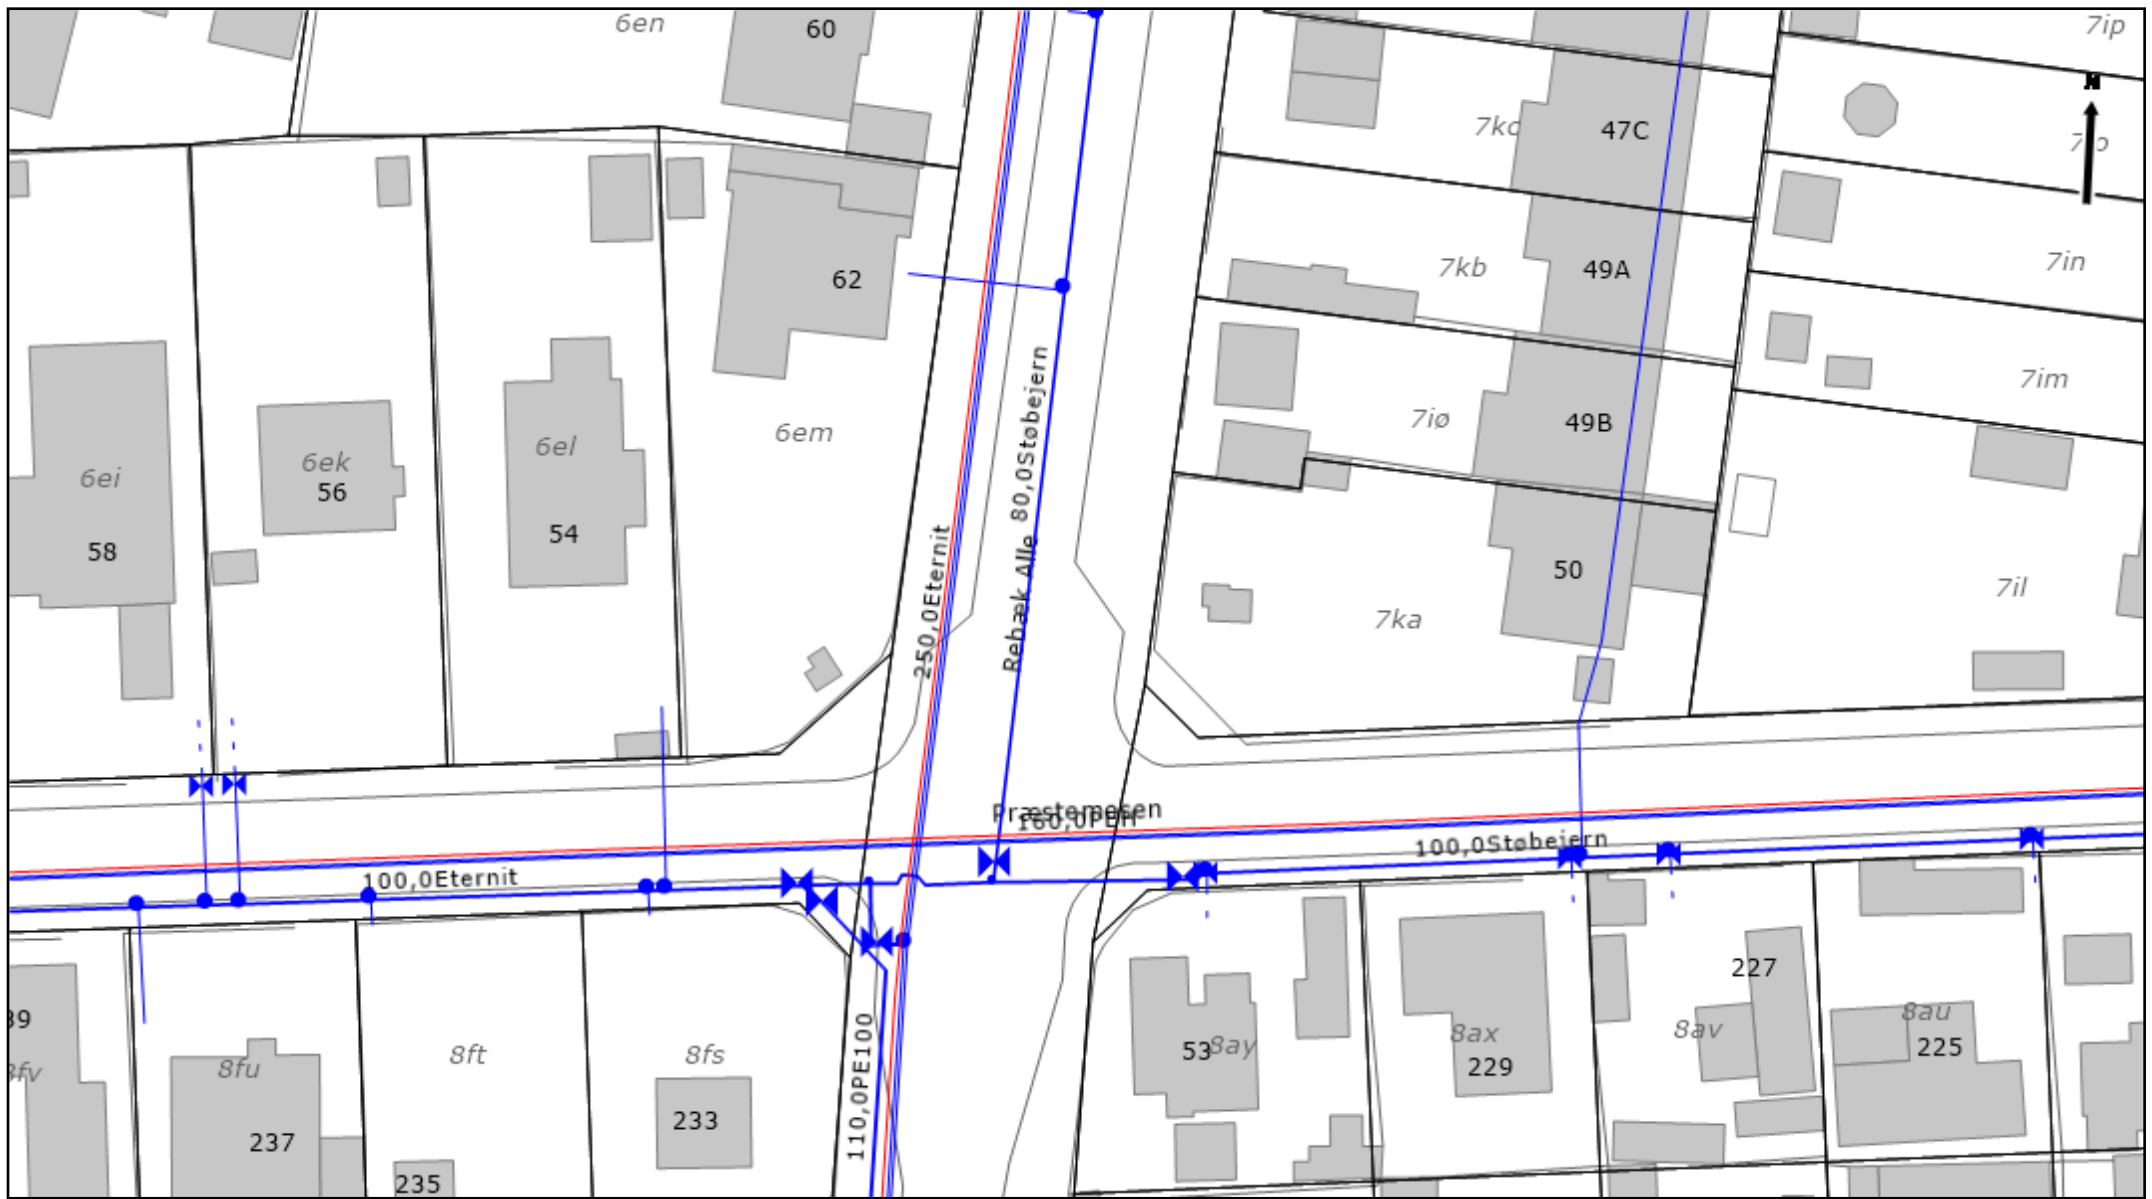 6en
60
7ip
N
47C
62
7kb
49A
7in
7im
6em
7iø
49B
6ei
6ek
56
6el
54
58
50
7ka
7il
250,0Eternit
Rebæk Alle 80,0Støbejern
Præstemosen
160,0PEH
100,0Støbejern
100,0Eternit
110,0PE100
227
8fu
8ft
8fs
53
8ay
8ax
229
8av
8au
225
237
233
235